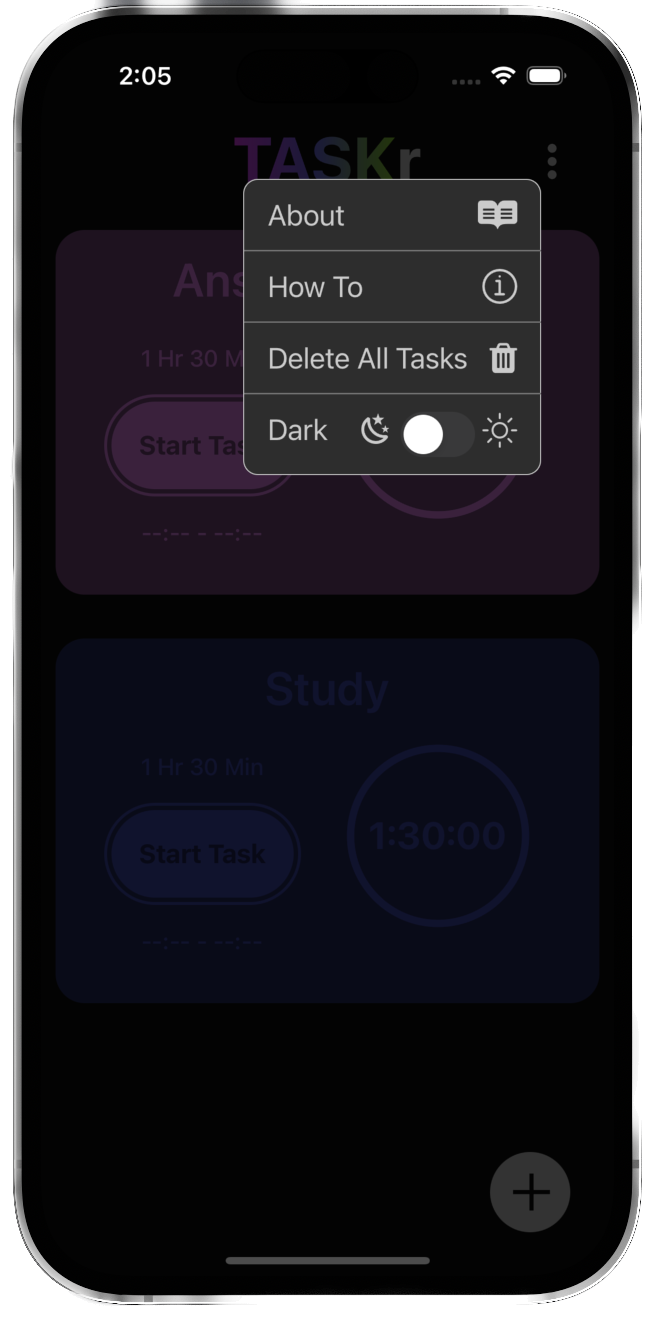 2:05
TASKr
About
How To
Delete All Tasks
Dark
1 Hr 30 M
Start Tas
--:-- - --:--
Study
1 Hr 30 Min
Start Task
1:30:00
--:-- - --:--